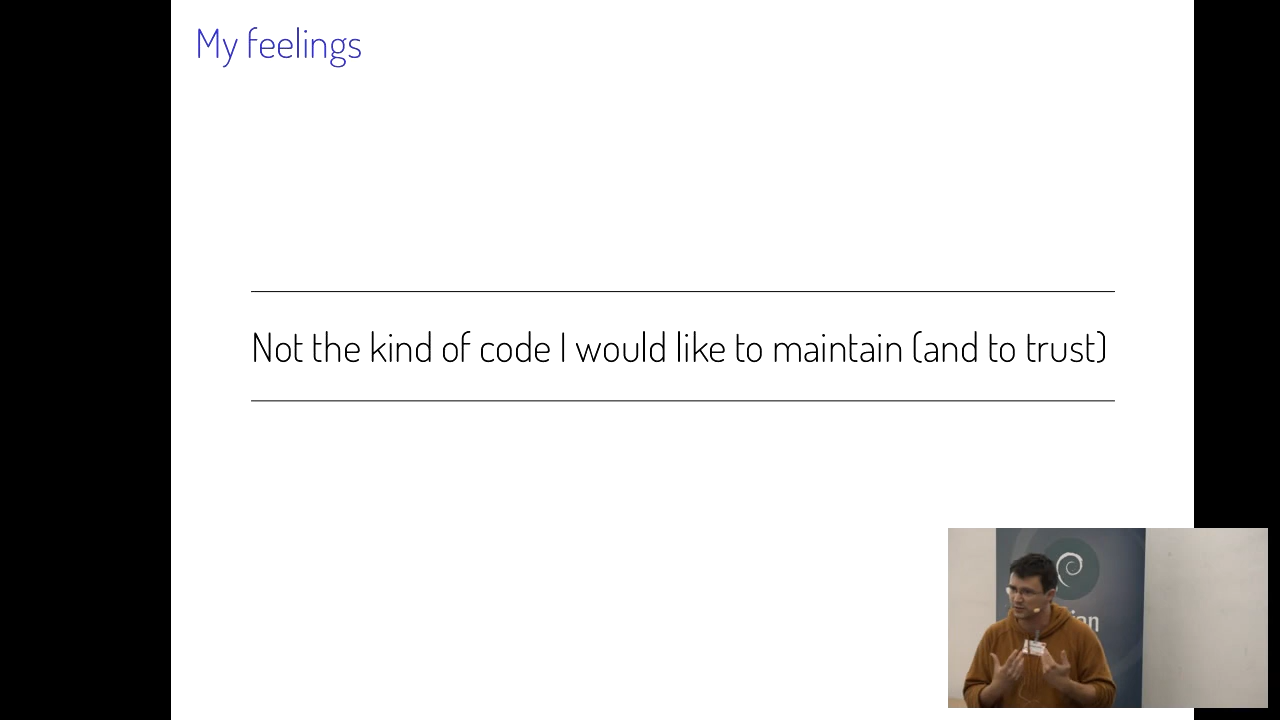 My feelings
Not the kind of code I would like to maintain (and to trust)